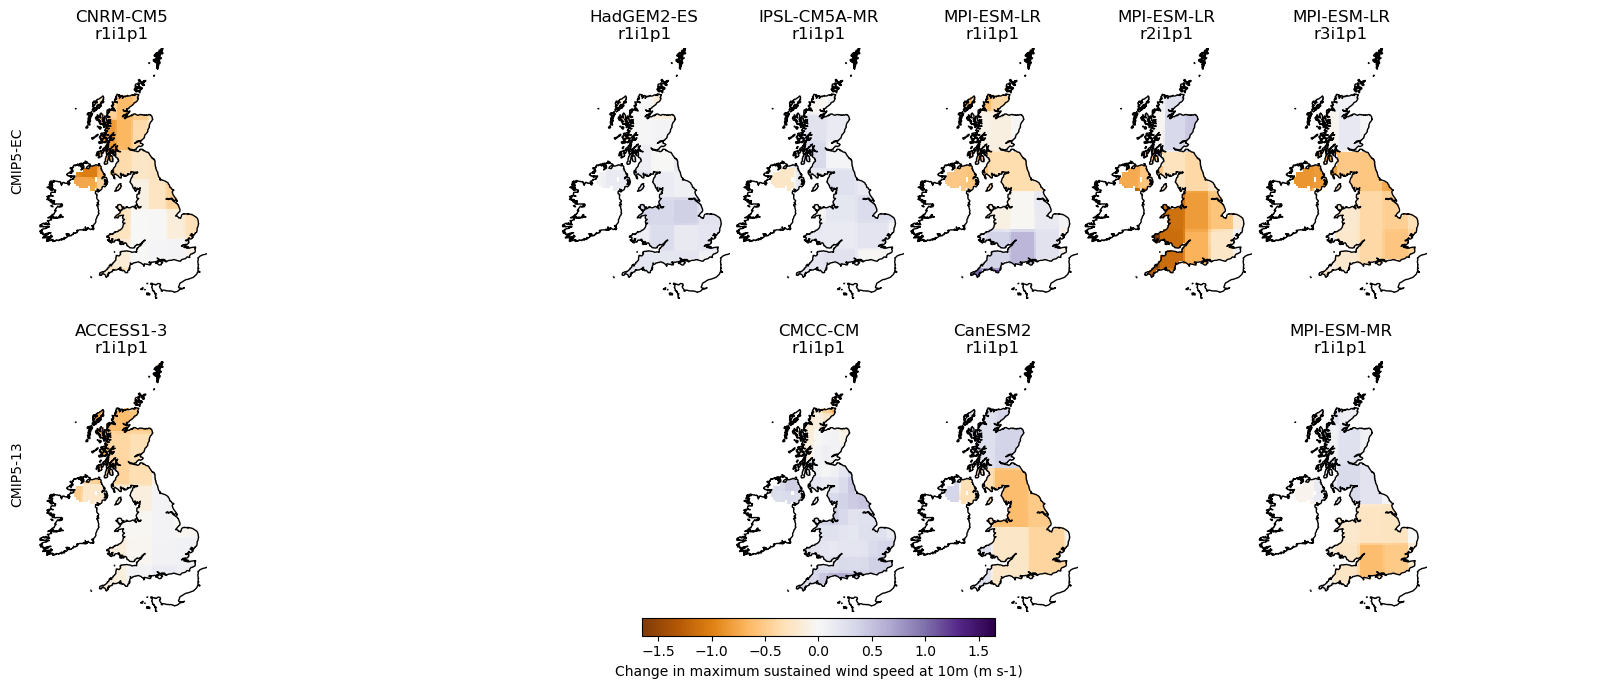 CNRM-CM5
r1i1p1
HadGEM2-ES
r1i1p1
IPSL-CM5A-MR
r1i1p1
MPI-ESM-LR
r1i1p1
MPI-ESM-LR
r2i1p1
MPI-ESM-LR
r3i1p1
CMIP5-EC
ACCESS1-3
r1i1p1
CMCC-CM
r1i1p1
CanESM2
r1i1p1
MPI-ESM-MR
r1i1p1
CMIP5-13
−1.5 −1.0 −0.5 0.0 0.5 1.0 1.5
Change in maximum sustained wind speed at 10m (m s-1)